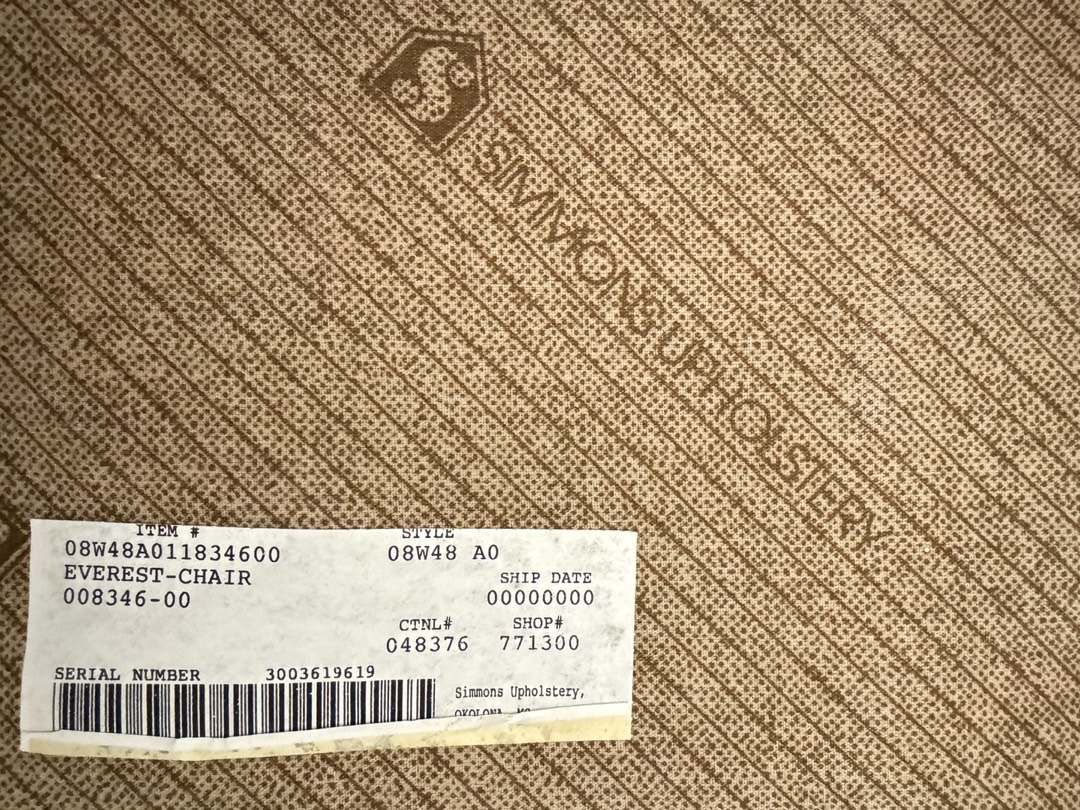 SIMMONS UPHOLSTERY
ITEM # STYLE
08W48A011834600 08W48 A0
EVEREST-CHAIR SHIP DATE
008346-00 00000000
CTNL# SHOP#
048376 771300
SERIAL NUMBER 3003619619
Simmons Upholstery,
OKOLONA,